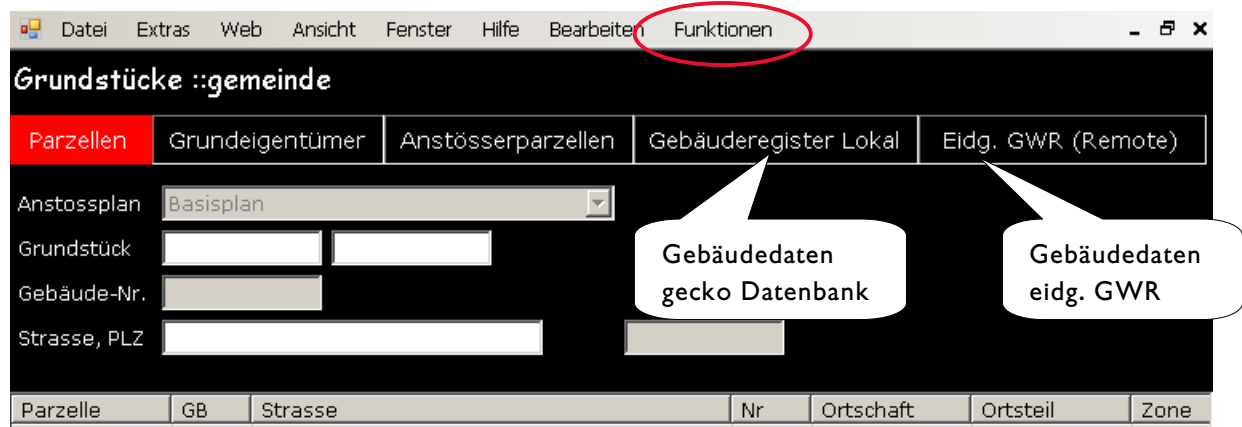 Datei Extras Web Ansicht Fenster Hilfe Bearbeiten Funktionen
Grundstücke ::gemeinde
Parzellen Grundeigentümer Anstösserparzellen Gebäuderegister Lokal Eidg. GWR (Remote)
Anstossplan Basisplan
Grundstück
Gebäude-Nr.
Strasse, PLZ
Gebäudedaten
gecko Datenbank
Gebäudedaten
eidg. GWR
Parzelle GB Strasse Nr Ortschaft Ortsteil Zone